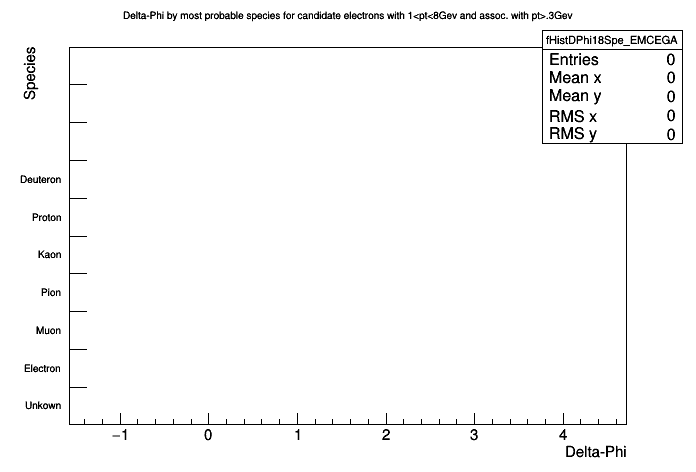 Delta-Phi by most probable species for candidate electrons with 1<pt<8Gev and assoc. with pt>.3Gev
fHistDPhi18Spe_EMCEGA
Entries 0
Mean x 0
Mean y 0
RMS x 0
RMS y 0
Species
Deuteron
Proton
Kaon
Pion
Muon
Electron
Unkown
−1 0 1 2 3 4
Delta-Phi